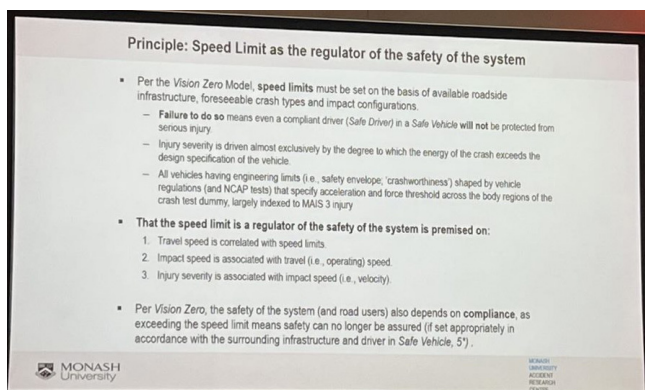 Principle: Speed Limit as the regulator of the safety of the system
▪ Per the Vision Zero Model, speed limits must be set on the basis of available roadside
infrastructure, foreseeable crash types and impact configurations.
– Failure to do so means even a compliant driver (Safe Driver) in a Safe Vehicle will not be protected from
serious injury.
– Injury severity is driven almost exclusively by the degree to which the energy of the crash exceeds the
design specification of the vehicle.
– All vehicles having engineering limits (i.e., safety envelope; 'crashworthiness') shaped by vehicle
regulations (and NCAP tests) that specify acceleration and force threshold across the body regions of the
crash test dummy, largely indexed to MAIS 3 injury
▪ That the speed limit is a regulator of the safety of the system is premised on:
1. Travel speed is correlated with speed limits.
2. Impact speed is associated with travel (i.e., operating) speed.
3. Injury severity is associated with impact speed (i.e., velocity).
▪ Per Vision Zero, the safety of the system (and road users) also depends on compliance, as
exceeding the speed limit means safety can no longer be assured (if set appropriately in
accordance with the surrounding infrastructure and driver in Safe Vehicle, 5*) .
MONASH
University
MONASH
UNIVERSITY
ACCIDENT
RESEARCH
CENTRE